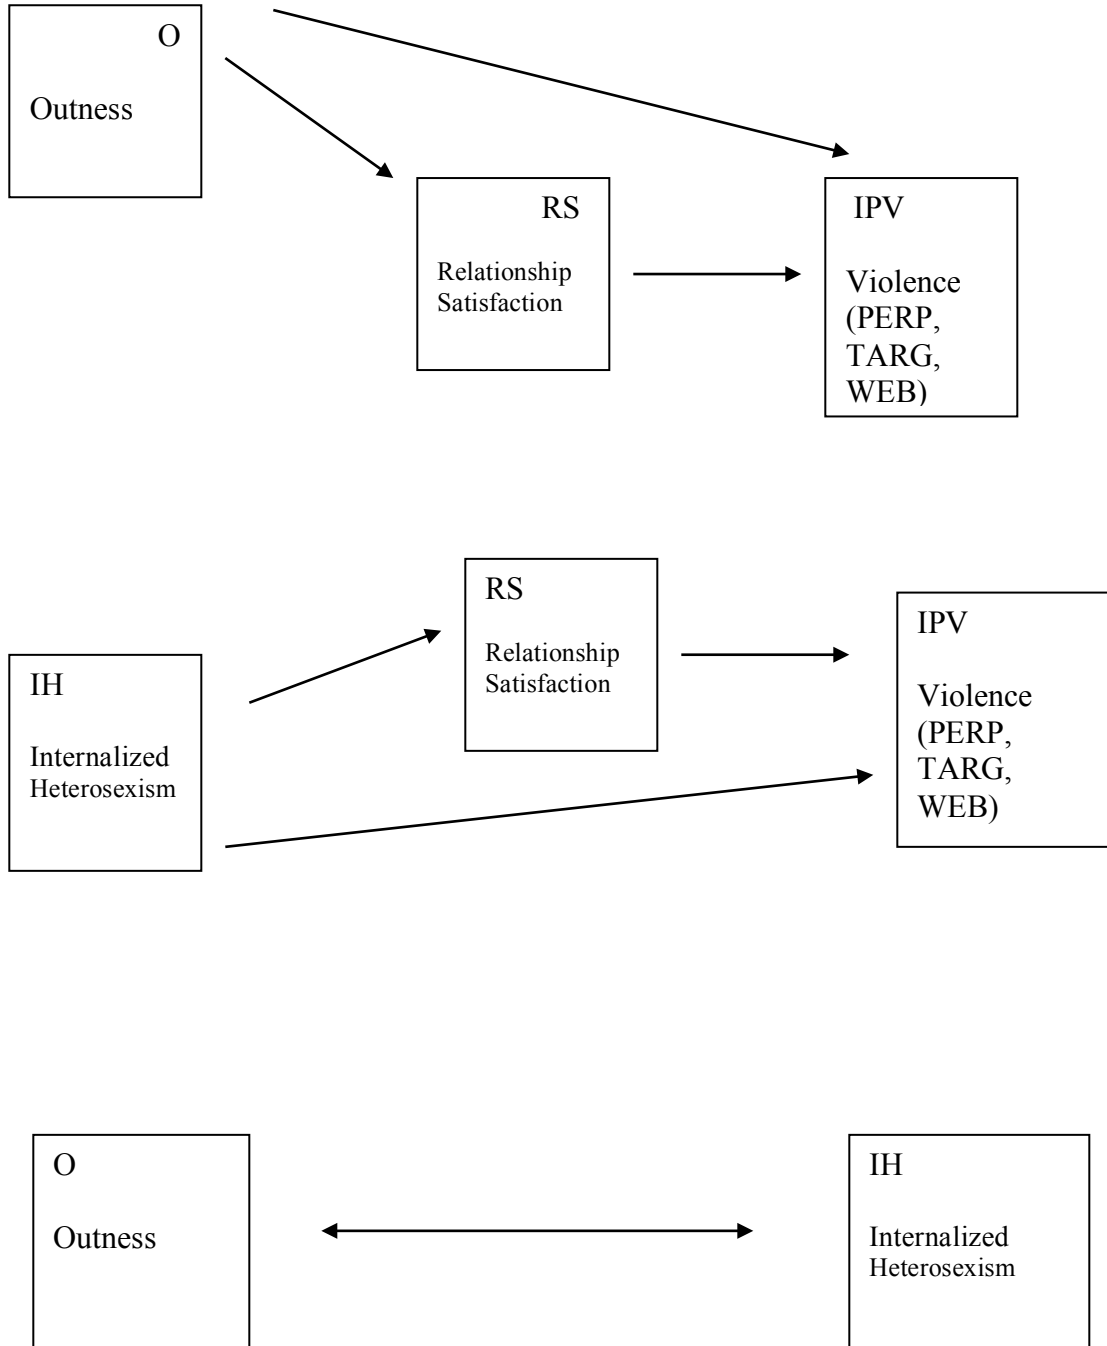 O
Outness
RS
Relationship
Satisfaction
IPV
Violence
(PERP,
TARG,
WEB)
RS
Relationship
Satisfaction
IPV
Violence
(PERP,
TARG,
WEB)
IH
Internalized
Heterosexism
O
Outness
IH
Internalized
Heterosexism